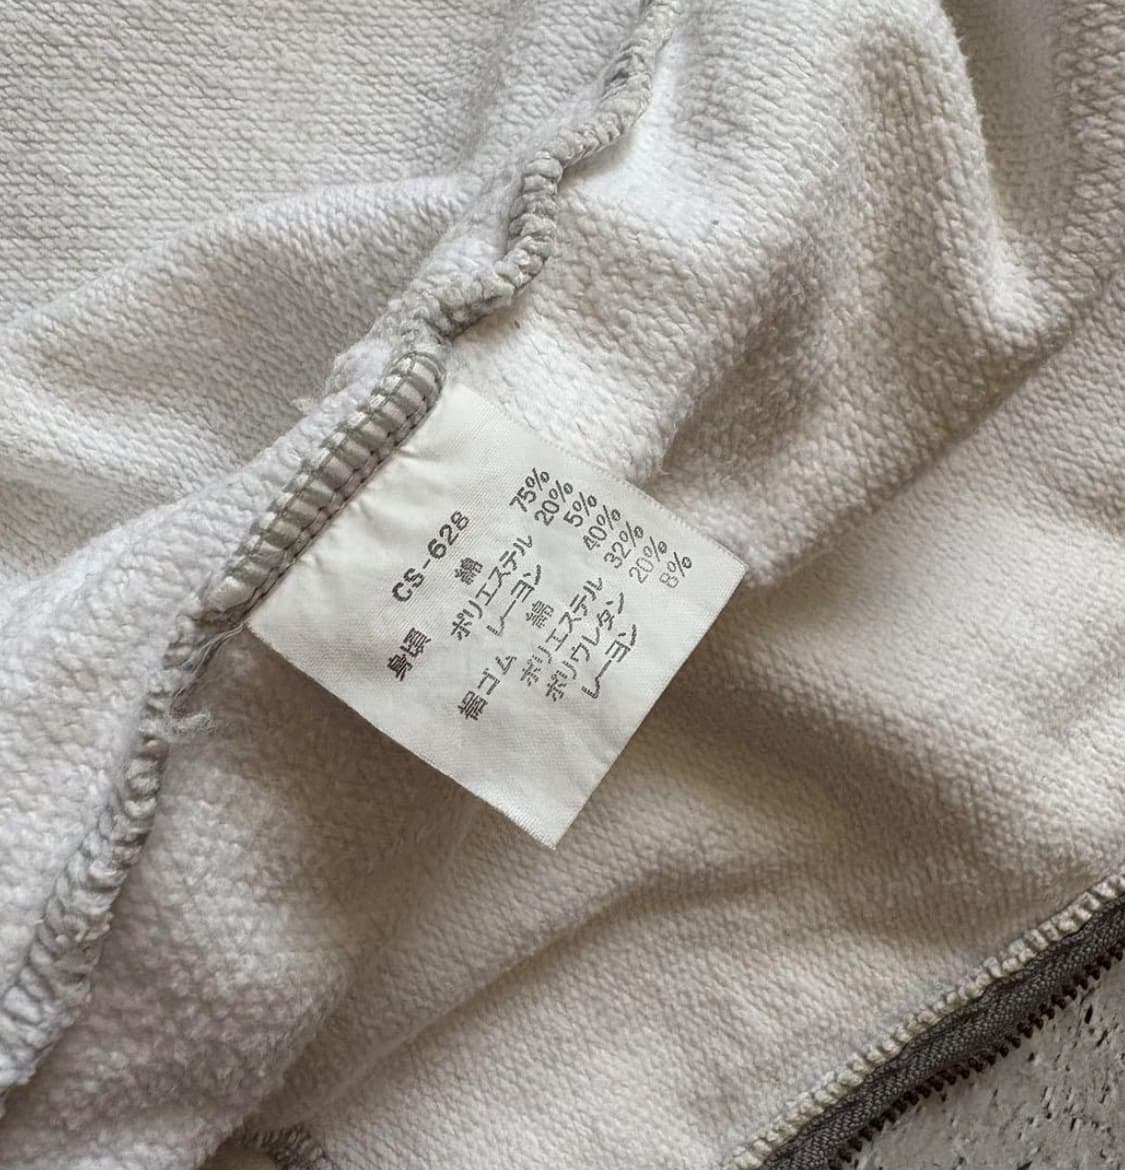 CS-628
身頃 綿 75%
ポリエステル 20%
レーヨン 5%
裾ゴム 綿 40%
ポリエステル 32%
ポリウレタン 20%
レーヨン 8%